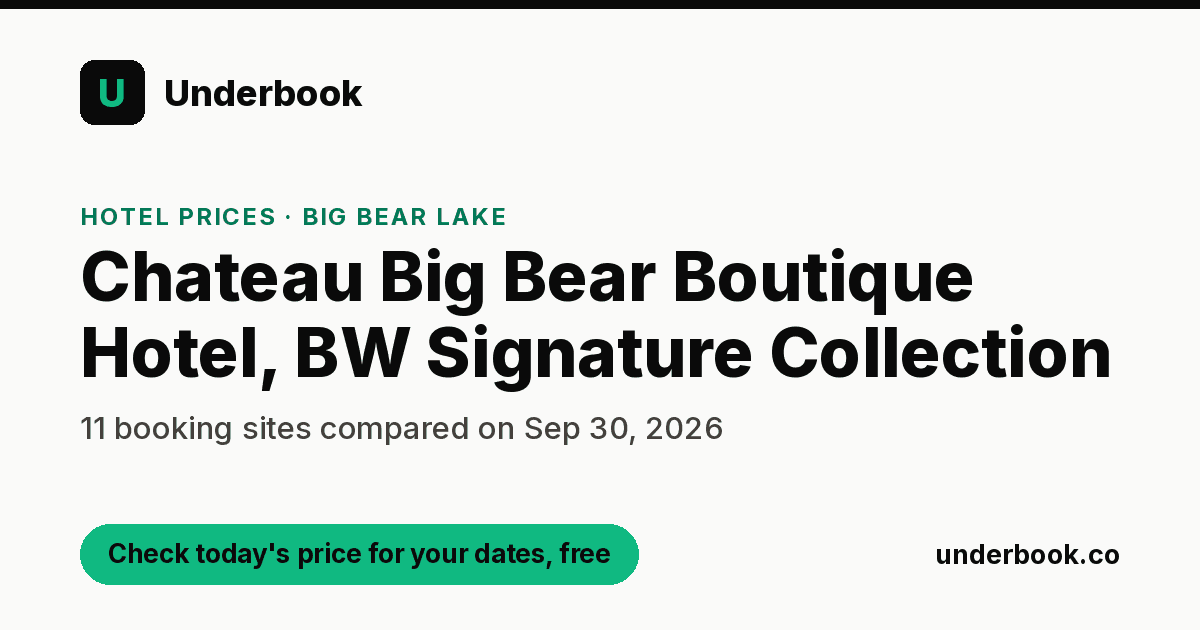 U Underbook
HOTEL PRICES · BIG BEAR LAKE
Chateau Big Bear Boutique
Hotel, BW Signature Collection
11 booking sites compared on Sep 30, 2026
Check today's price for your dates, free
underbook.co